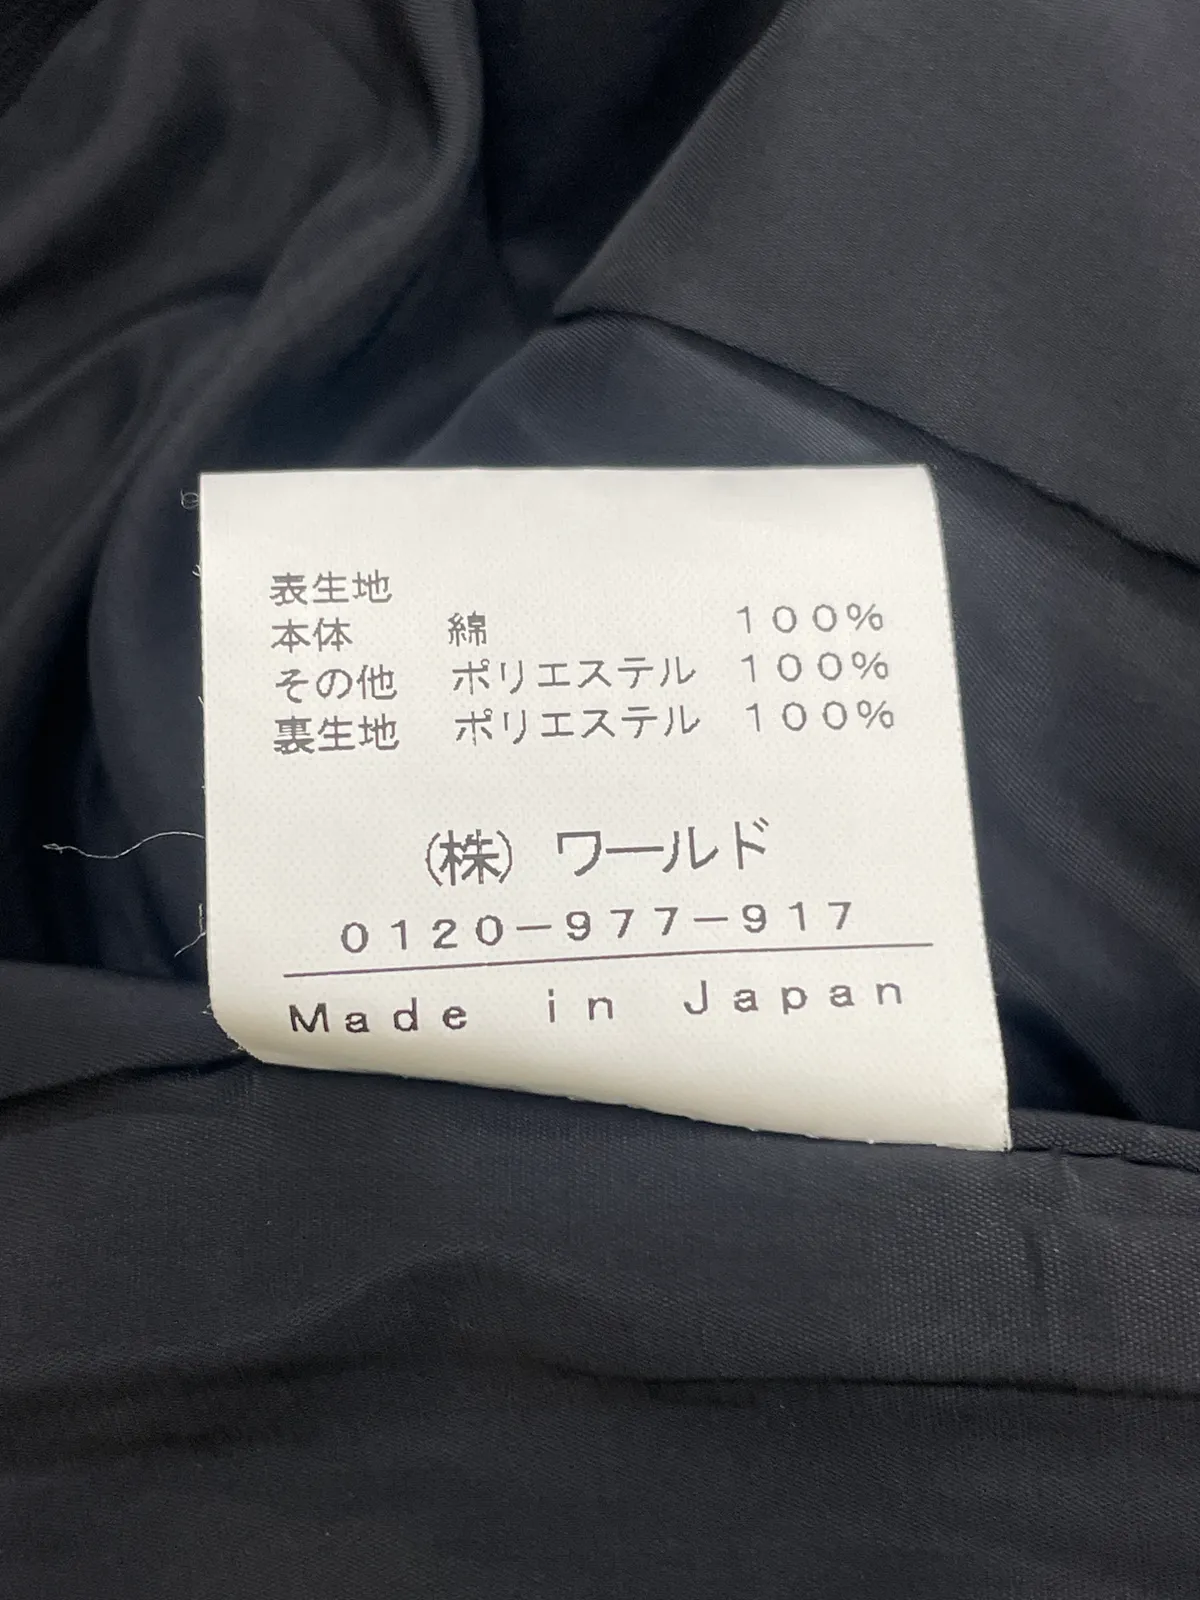 表生地
本体 綿 100%
その他 ポリエステル 100%
裏生地 ポリエステル 100%
(株) ワールド
0120-977-917
Made in Japan